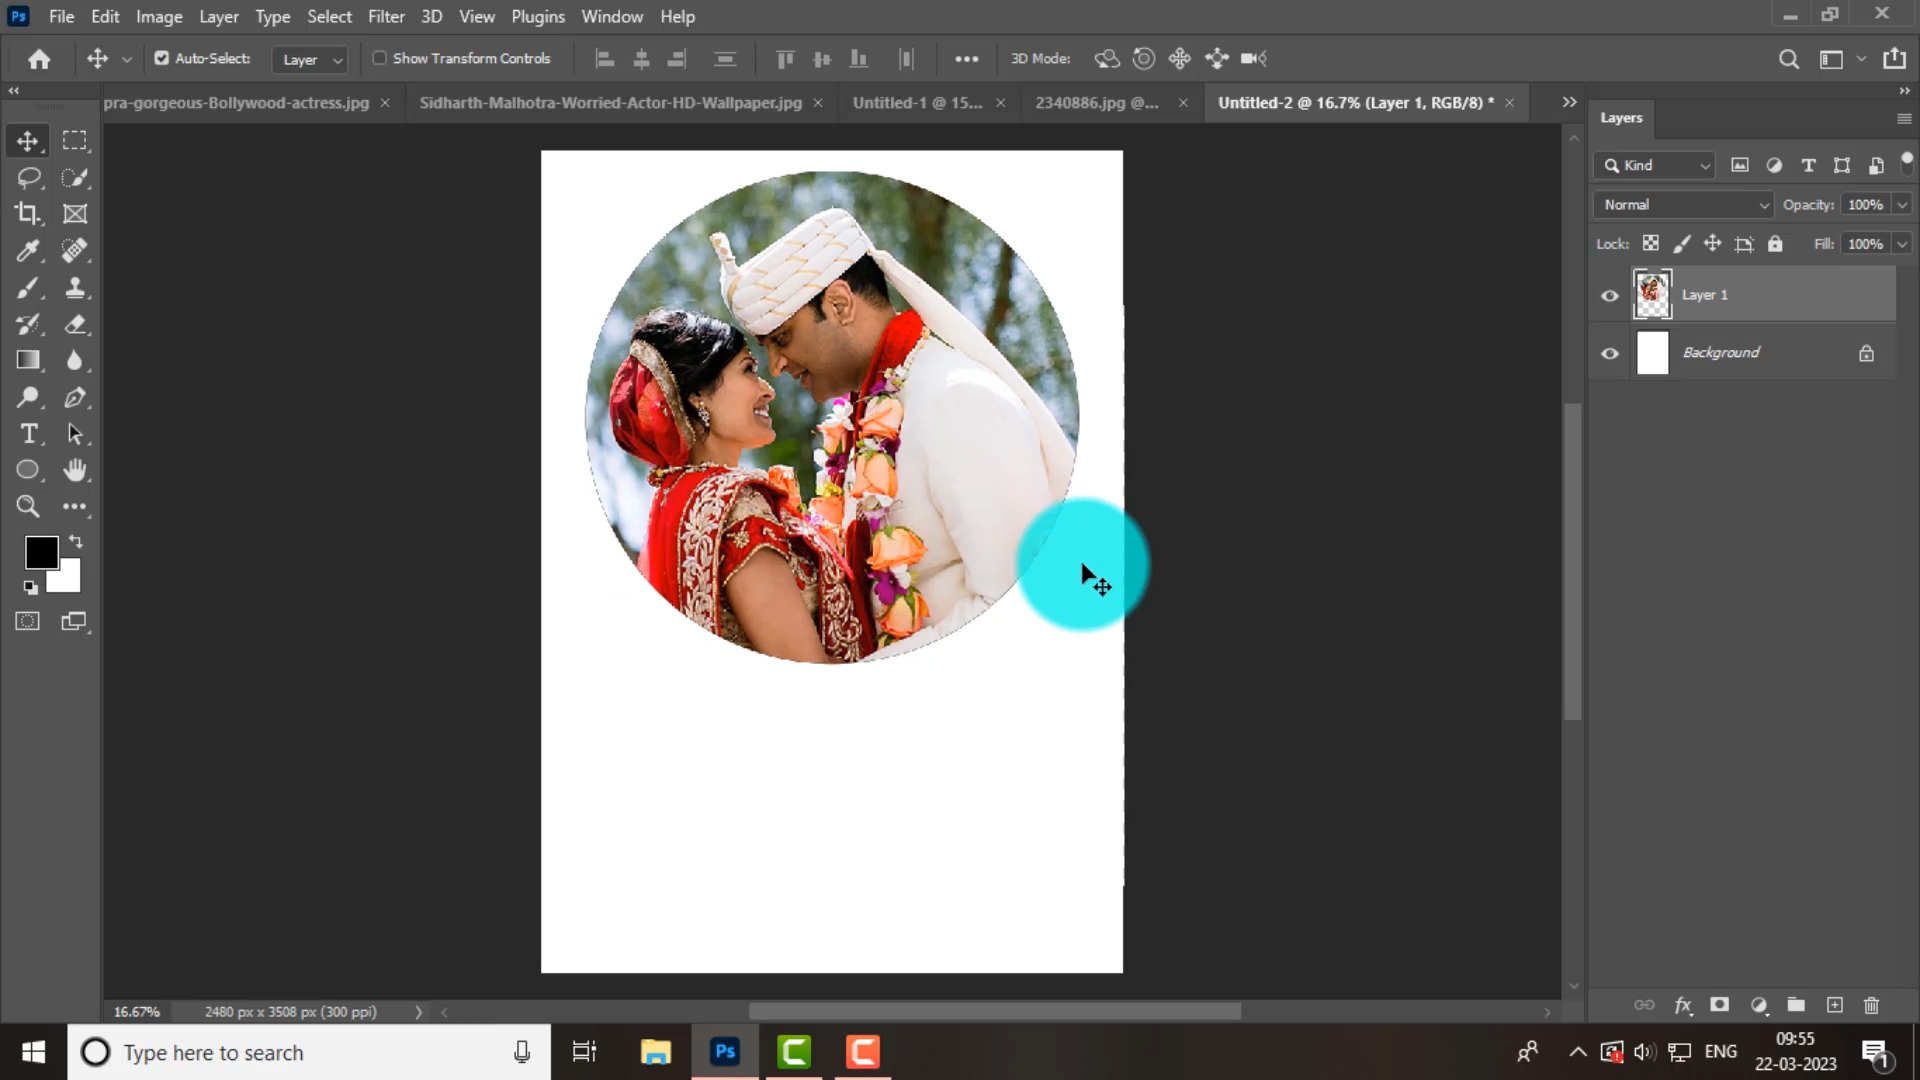 Ps File Edit Image Layer Type Select Filter 3D View Plugins Window Help
Auto-Select: Layer Show Transform Controls 3D Mode:
pra-gorgeous-Bollywood-actress.jpg × Sidharth-Malhotra-Worried-Actor-HD-Wallpaper.jpg × Untitled-1 @ 15... × 2340886.jpg @... × Untitled-2 @ 16.7% (Layer 1, RGB/8) * ×
Layers
Kind
Normal Opacity: 100%
Lock: Fill: 100%
Layer 1
Background
16.67% 2480 px x 3508 px (300 ppi)
Type here to search
Ps
ENG
09:55
22-03-2023
1